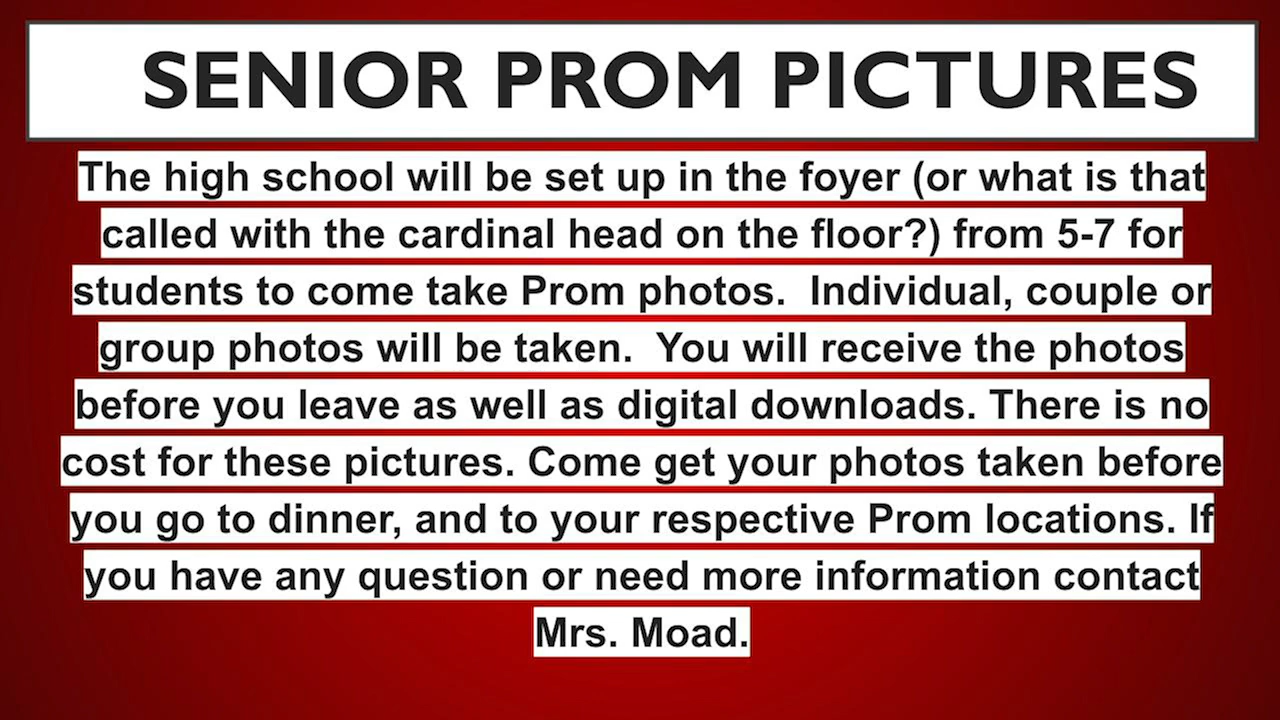 SENIOR PROM PICTURES
The high school will be set up in the foyer (or what is that
called with the cardinal head on the floor?) from 5-7 for
students to come take Prom photos.  Individual, couple or
group photos will be taken.  You will receive the photos
before you leave as well as digital downloads. There is no
cost for these pictures. Come get your photos taken before
you go to dinner, and to your respective Prom locations. If
you have any question or need more information contact
Mrs. Moad.